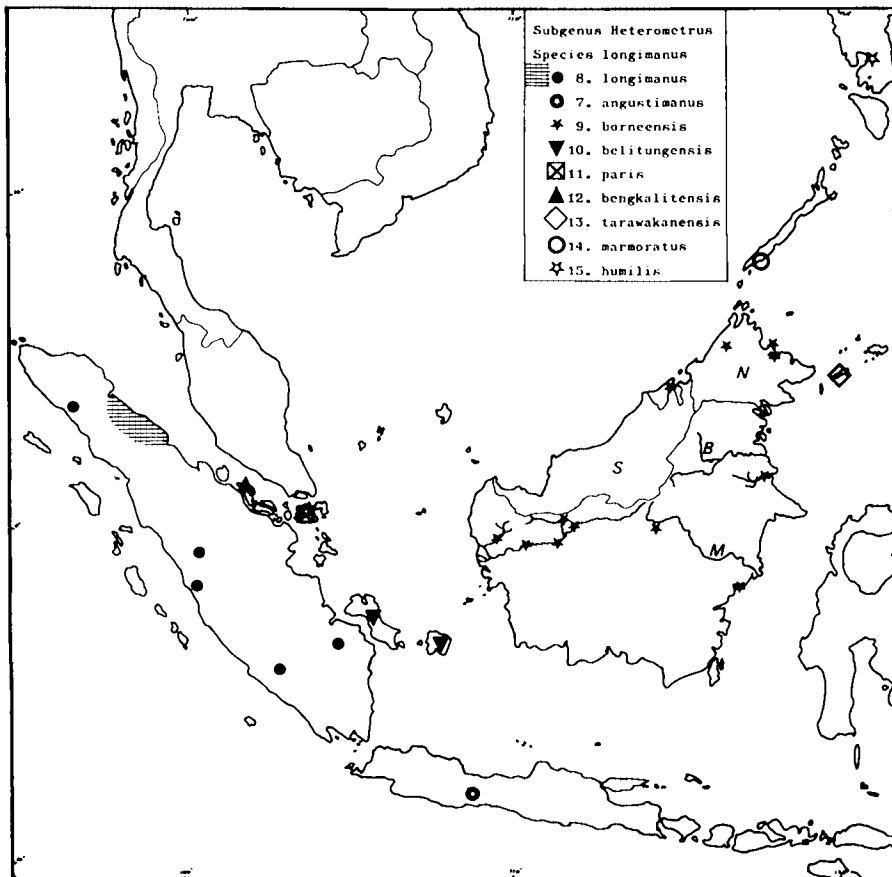 Subgenus Heterometrus
Species longimanus
8. longimanus
7. angustimanus
9. borneensis
10. belitungensis
11. paris
12. bengkalitensis
13. tarawakanensis
14. marmoratus
15. humilis
N
B
S
M